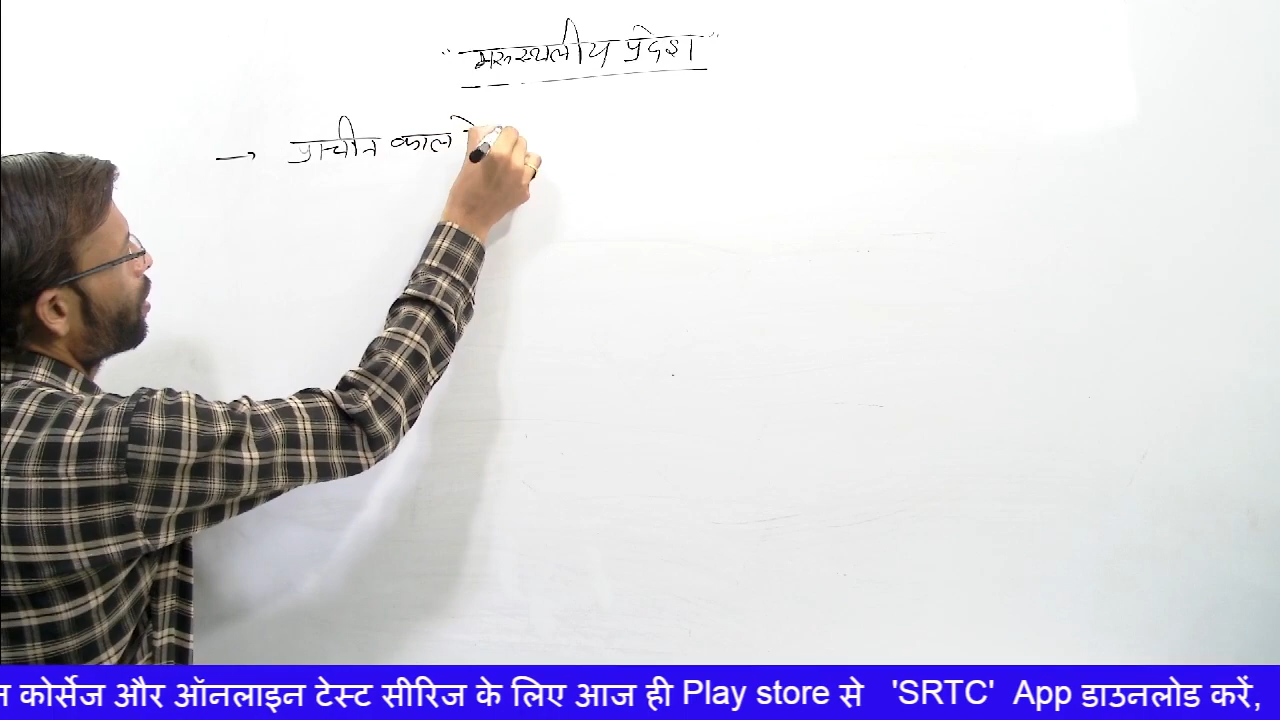 "मरुस्थलीय प्रदेश"
→ प्राचीन काल
कोर्सेज और ऑनलाइन टेस्ट सीरिज के लिए आज ही Play store से 'SRTC' App डाउनलोड करें,